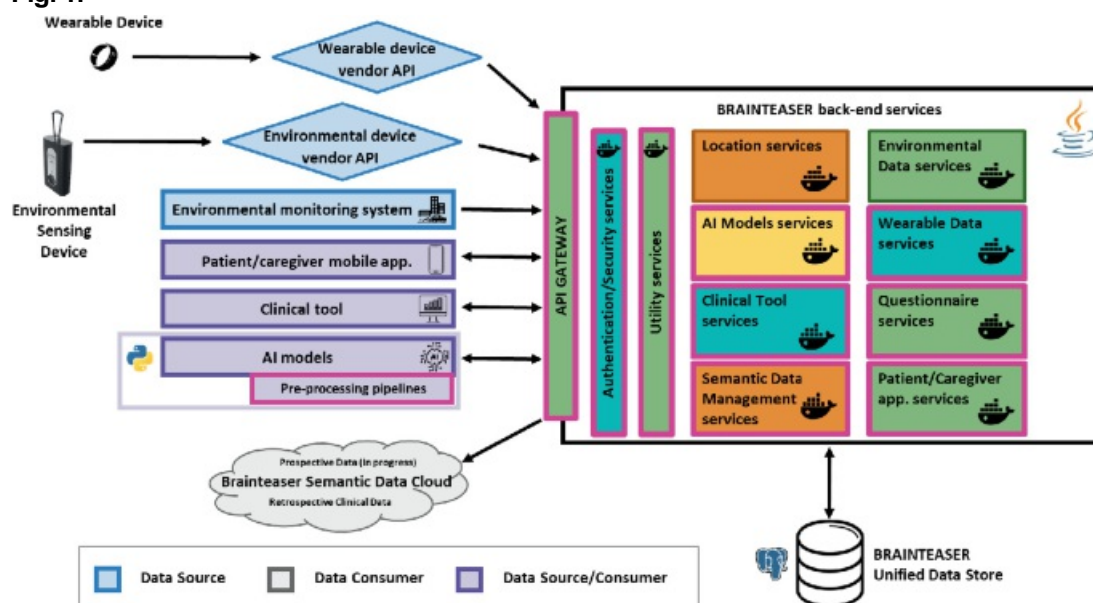 Fig. 1.
Wearable Device
Wearable device
vendor API
Environmental device
vendor API
Environmental
Sensing
Device
Environmental monitoring system
Patient/caregiver mobile app.
Clinical tool
AI models
Pre-processing pipelines
Prospective Data (in progress)
Brainteaser Semantic Data Cloud
Retrospective Clinical Data
API GATEWAY
BRAINTEASER back-end services
Authentication/Security services
Utility services
Location services
Environmental
Data services
AI Models services
Wearable Data
services
Clinical Tool
services
Questionnaire
services
Semantic Data
Management
services
Patient/Caregiver
app. services
BRAINTEASER
Unified Data Store
Data Source
Data Consumer
Data Source/Consumer